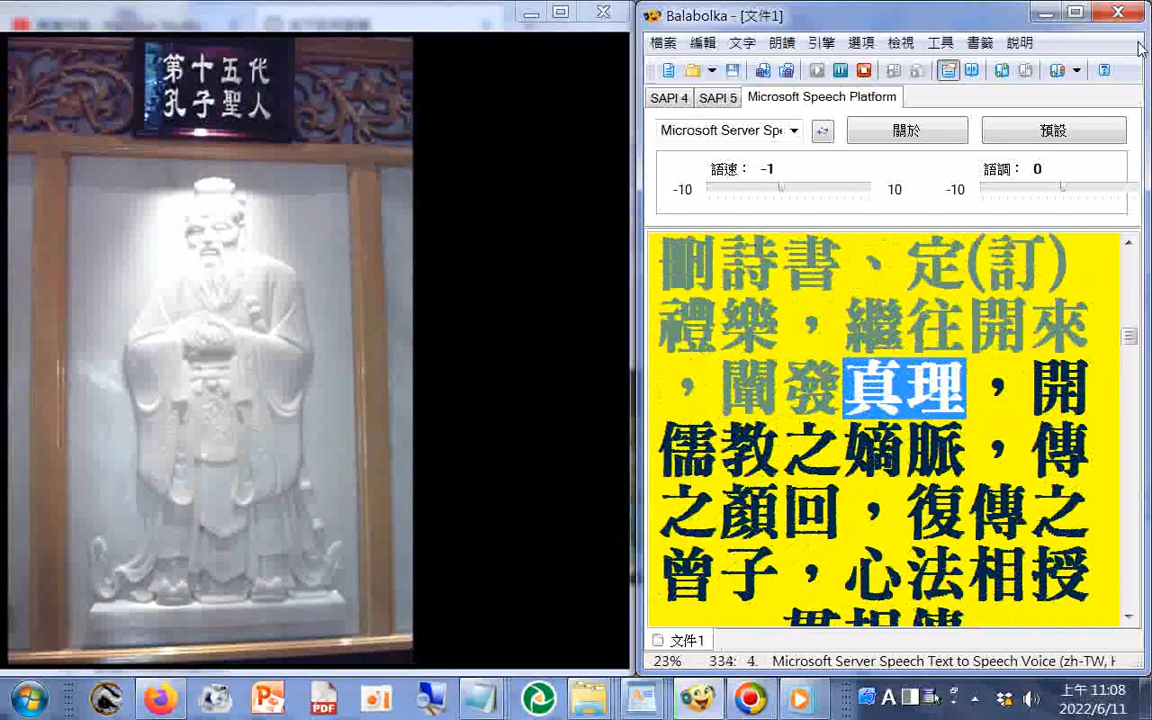 第十五代
孔子聖人
Balabolka - [文件1]
檔案 編輯 文字 朗讀 引擎 選項 檢視 工具 書籤 說明
SAPI 4 SAPI 5 Microsoft Speech Platform
Microsoft Server Spe 關於 預設
語速： -1 語調： 0
-10 10 -10
刪詩書、定(訂)
禮樂，繼往開來
，闡發真理，開
儒教之嫡脈，傳
之顏回，復傳之
曾子，心法相授
文件1
23% 334: 4. Microsoft Server Speech Text to Speech Voice (zh-TW, H
上午 11:08
2022/6/11